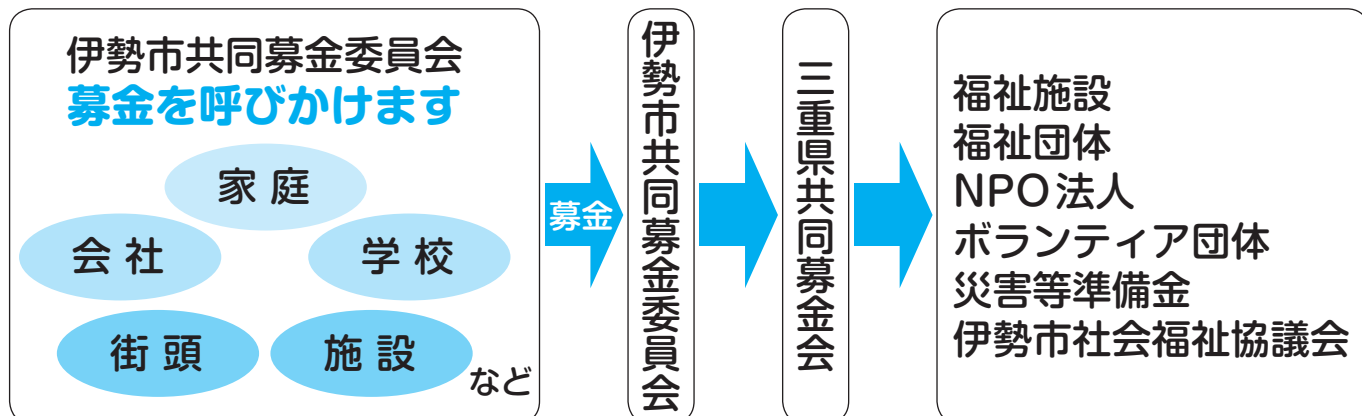 伊勢市共同募金委員会
募金を呼びかけます
家庭
会社
学校
街頭
施設
など
募金
伊勢市共同募金委員会
三重県共同募金会
福祉施設
福祉団体
NPO法人
ボランティア団体
災害等準備金
伊勢市社会福祉協議会